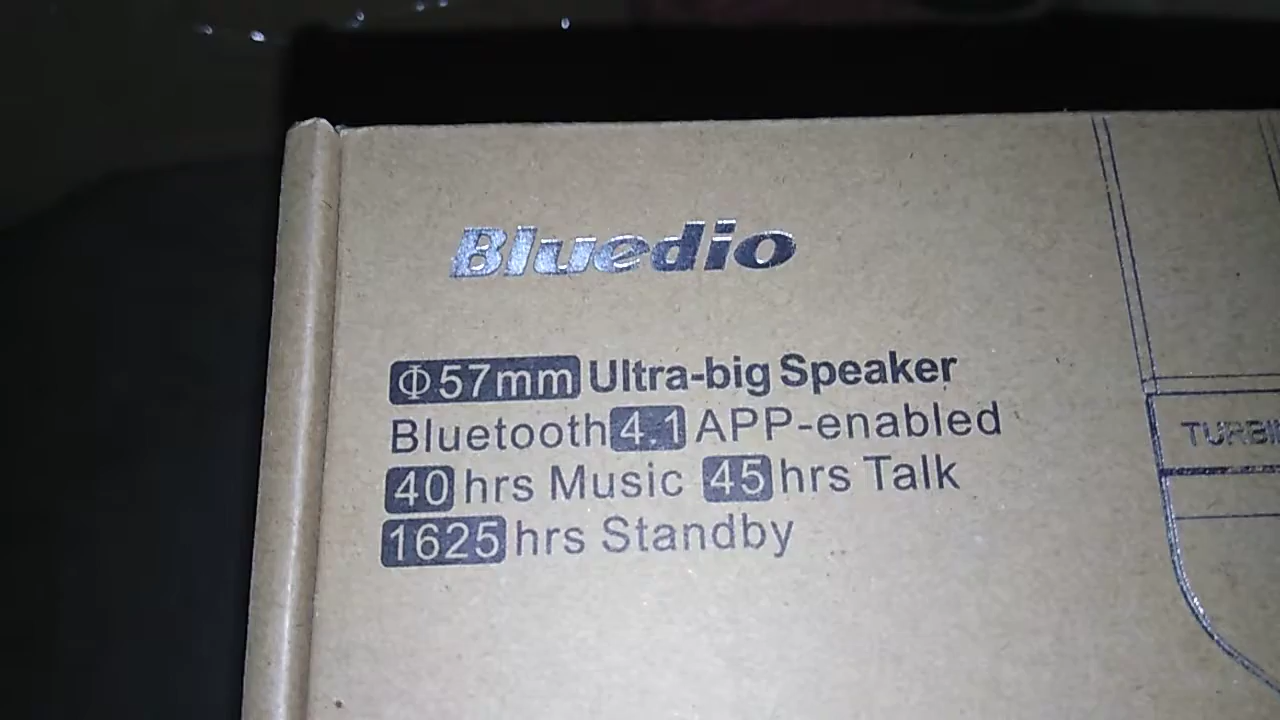 Bluedio
Φ57mm Ultra-big Speaker
Bluetooth 4.1 APP-enabled
40 hrs Music 45 hrs Talk
1625 hrs Standby